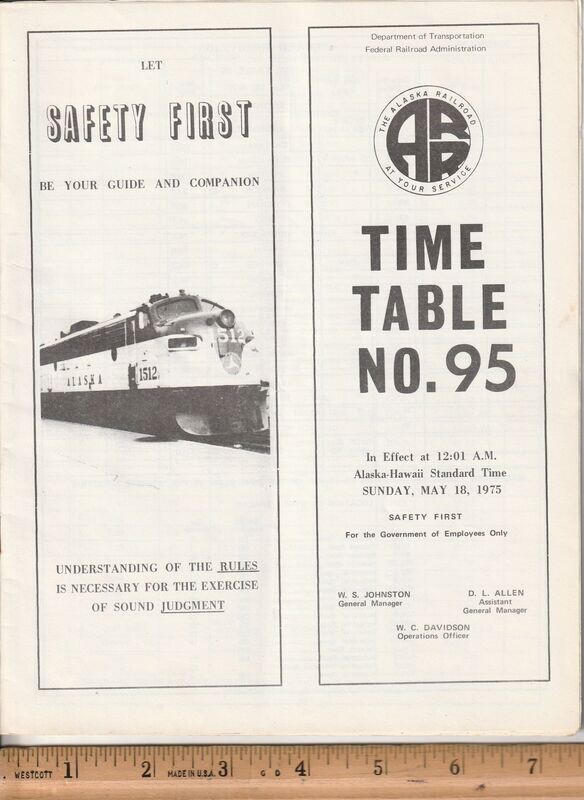 LET
SAFETY FIRST
BE YOUR GUIDE AND COMPANION
512
ALASKA
1512
UNDERSTANDING OF THE RULES
IS NECESSARY FOR THE EXERCISE
OF SOUND JUDGMENT
Department of Transportation
Federal Railroad Administration
THE ALASKA RAILROAD
ARR
AT YOUR SERVICE
TIME
TABLE
NO. 95
In Effect at 12:01 A.M.
Alaska-Hawaii Standard Time
SUNDAY, MAY 18, 1975
SAFETY FIRST
For the Government of Employees Only
W. S. JOHNSTON
General Manager
D. L. ALLEN
Assistant
General Manager
W. C. DAVIDSON
Operations Officer
WESTCOTT 1 2 MADE IN U.S.A. 3 G D 4 5 6 7